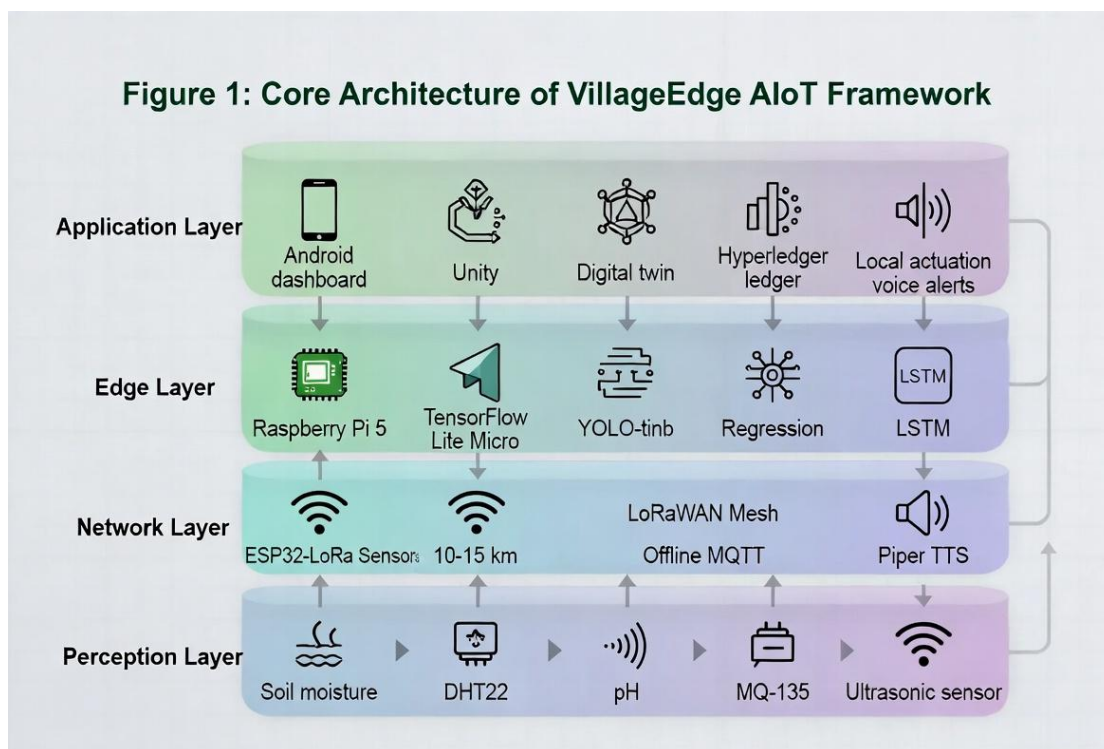 Figure 1: Core Architecture of VillageEdge AIoT Framework
Application Layer
Android
dashboard
Unity
Digital twin
Hyperledger
ledger
Local actuation
voice alerts
Edge Layer
Raspberry Pi 5
TensorFlow
Lite Micro
YOLO-tinb
Regression
LSTM
LSTM
Network Layer
ESP32-LoRa Sensors
10-15 km
LoRaWAN Mesh
Offline MQTT
Piper TTS
Perception Layer
Soil moisture
DHT22
pH
MQ-135
Ultrasonic sensor